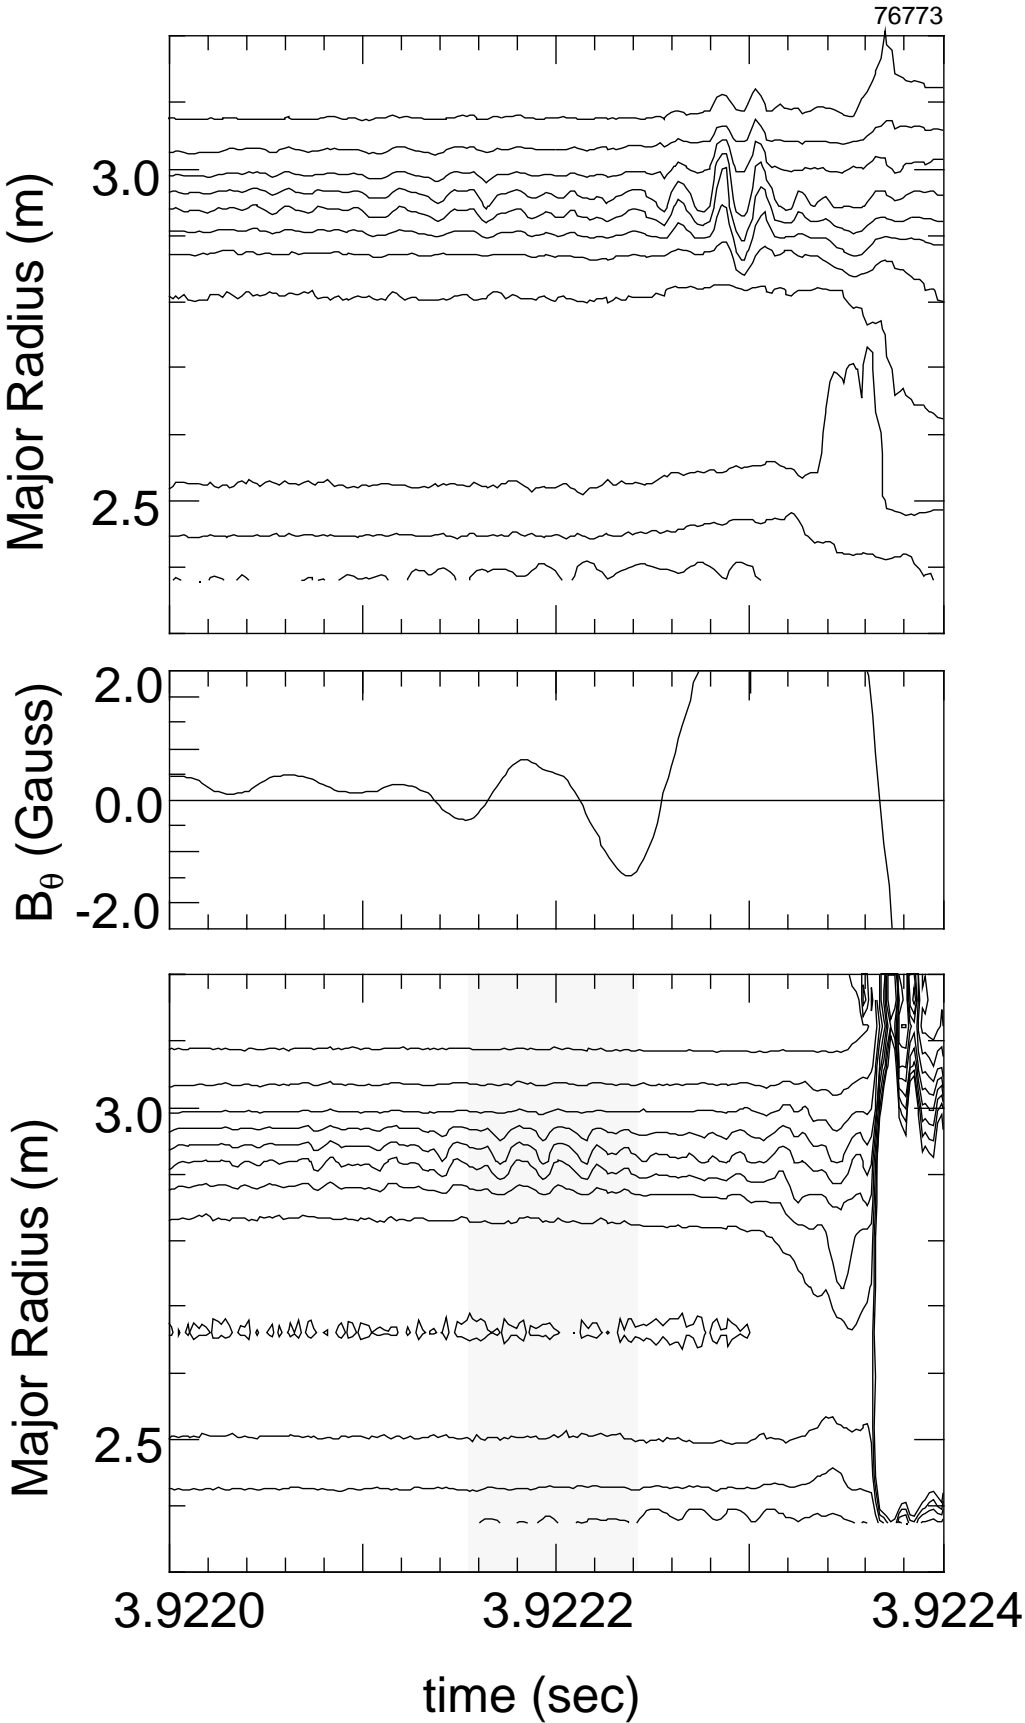 76773
Major Radius (m)
3.0
2.5
B_θ (Gauss)
2.0
0.0
-2.0
Major Radius (m)
3.0
2.5
3.9220
3.9222
3.9224
time (sec)